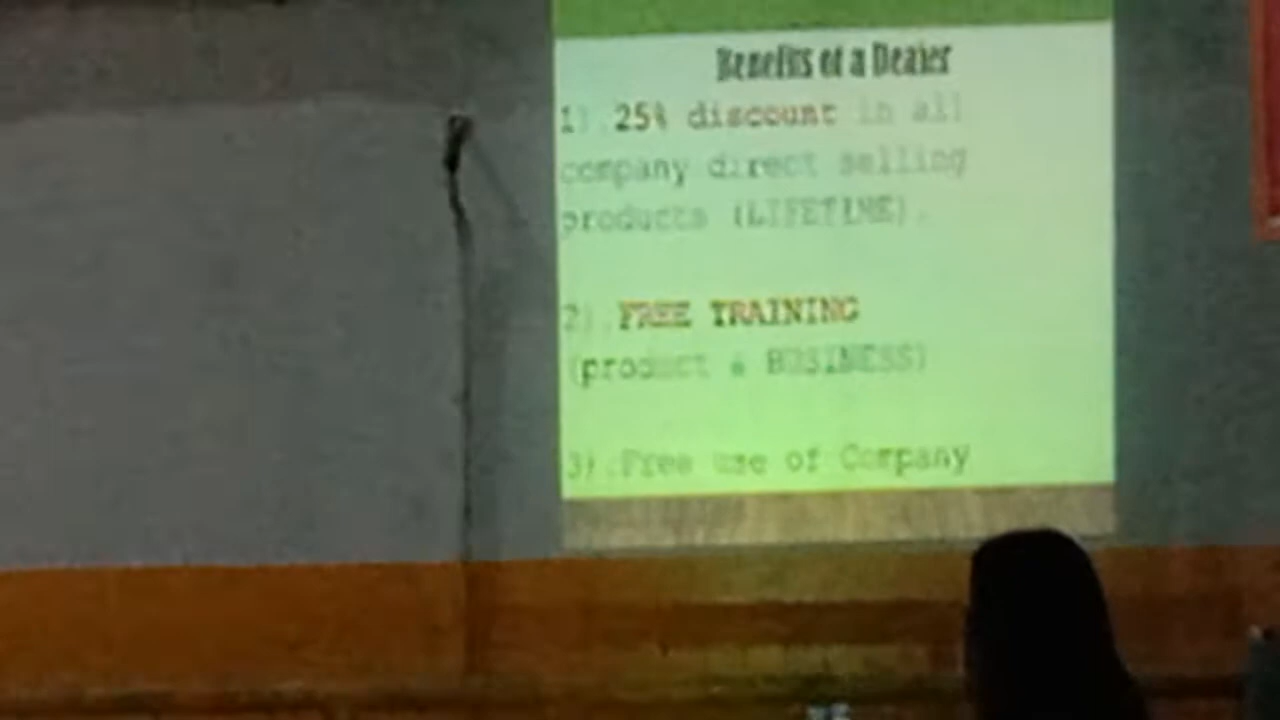 Benefits of a Dealer
1). 25% discount in all
company direct selling
products (LIFETIME).
2). FREE TRAINING
(product & BUSINESS)
3). Free use of Company